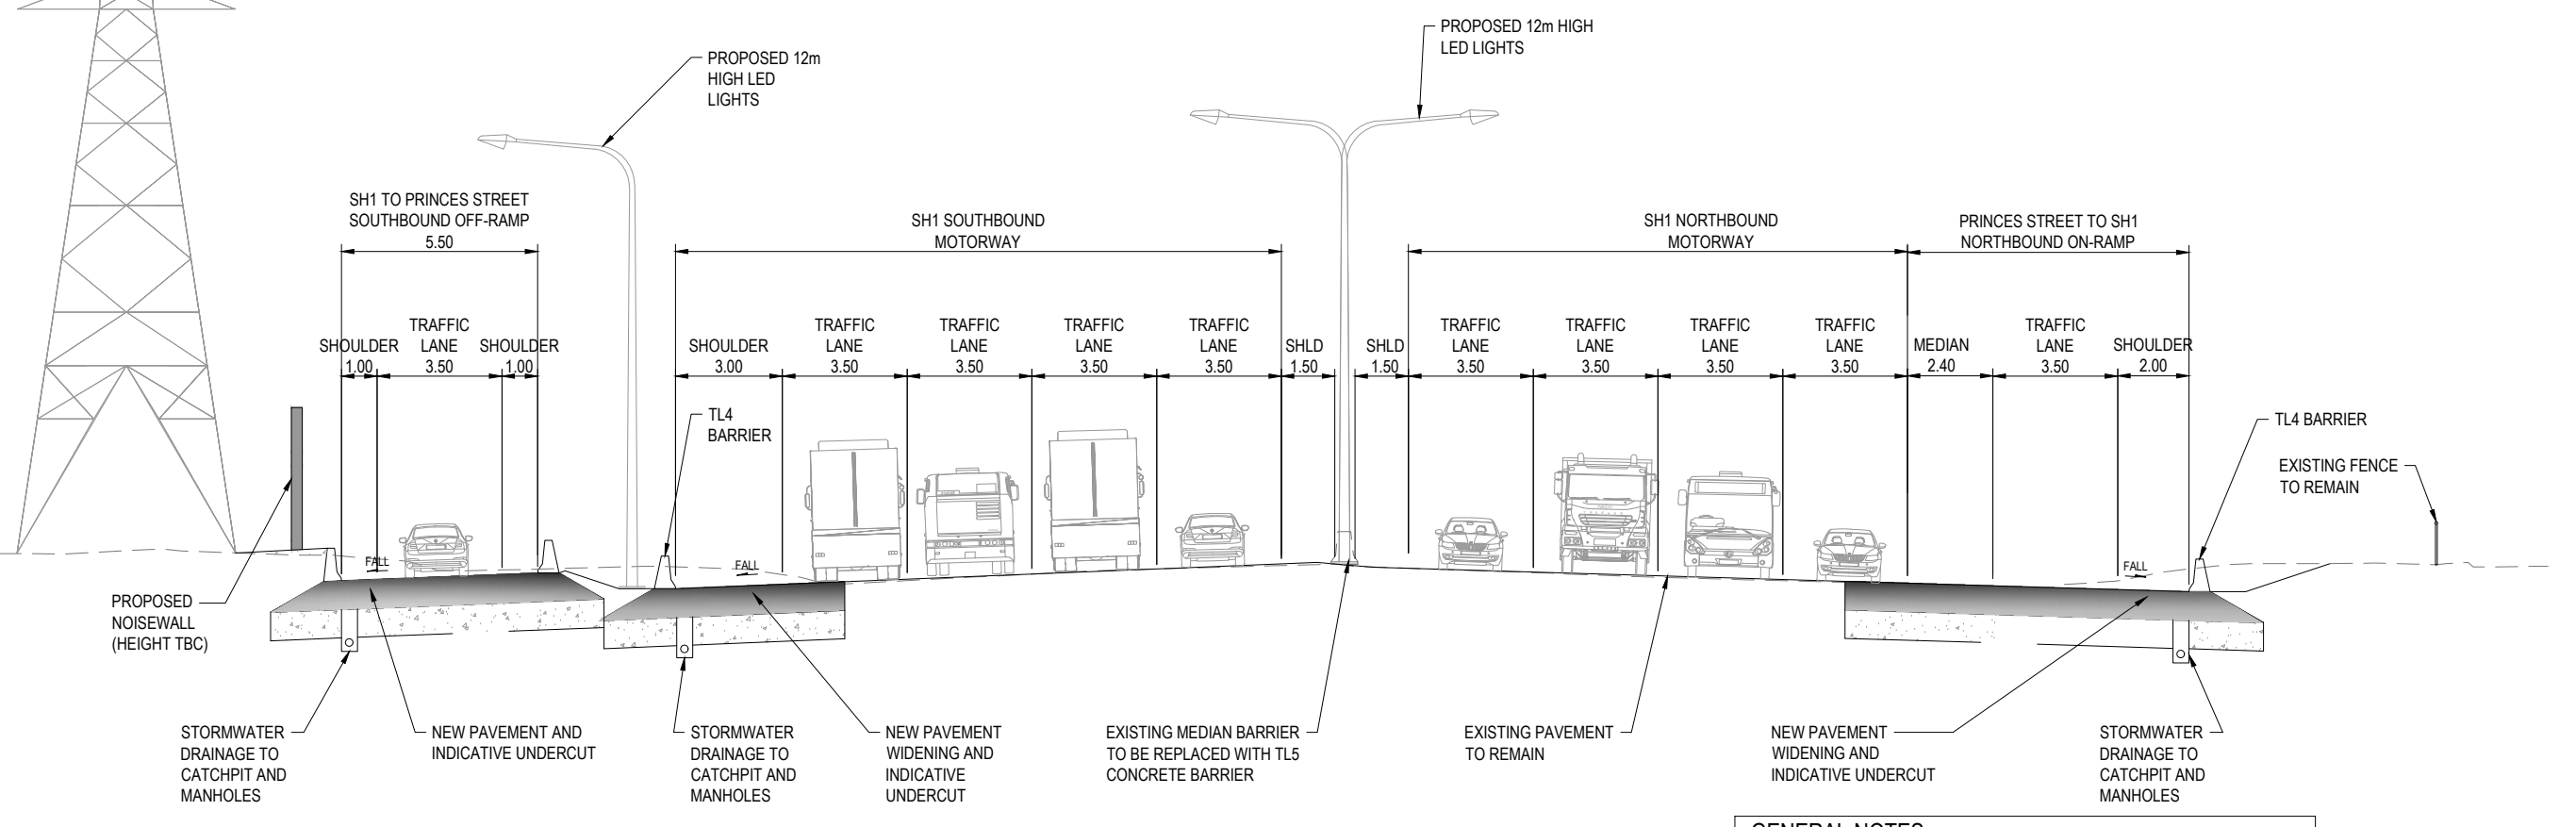 PROPOSED 12m
HIGH LED
LIGHTS
PROPOSED 12m HIGH
LED LIGHTS
SH1 TO PRINCES STREET
SOUTHBOUND OFF-RAMP
5.50
SH1 SOUTHBOUND
MOTORWAY
SH1 NORTHBOUND
MOTORWAY
PRINCES STREET TO SH1
NORTHBOUND ON-RAMP
SHOULDER
1.00
TRAFFIC
LANE
3.50
SHOULDER
1.00
SHOULDER
3.00
TRAFFIC
LANE
3.50
TRAFFIC
LANE
3.50
TRAFFIC
LANE
3.50
TRAFFIC
LANE
3.50
SHLD
1.50
SHLD
1.50
TRAFFIC
LANE
3.50
TRAFFIC
LANE
3.50
TRAFFIC
LANE
3.50
TRAFFIC
LANE
3.50
MEDIAN
2.40
TRAFFIC
LANE
3.50
SHOULDER
2.00
TL4
BARRIER
TL4 BARRIER
EXISTING FENCE
TO REMAIN
FALL
FALL
FALL
PROPOSED
NOISEWALL
(HEIGHT TBC)
STORMWATER
DRAINAGE TO
CATCHPIT AND
MANHOLES
NEW PAVEMENT AND
INDICATIVE UNDERCUT
STORMWATER
DRAINAGE TO
CATCHPIT AND
MANHOLES
NEW PAVEMENT
WIDENING AND
INDICATIVE
UNDERCUT
EXISTING MEDIAN BARRIER
TO BE REPLACED WITH TL5
CONCRETE BARRIER
EXISTING PAVEMENT
TO REMAIN
NEW PAVEMENT
WIDENING AND
INDICATIVE UNDERCUT
STORMWATER
DRAINAGE TO
CATCHPIT AND
MANHOLES
GENERAL NOTES